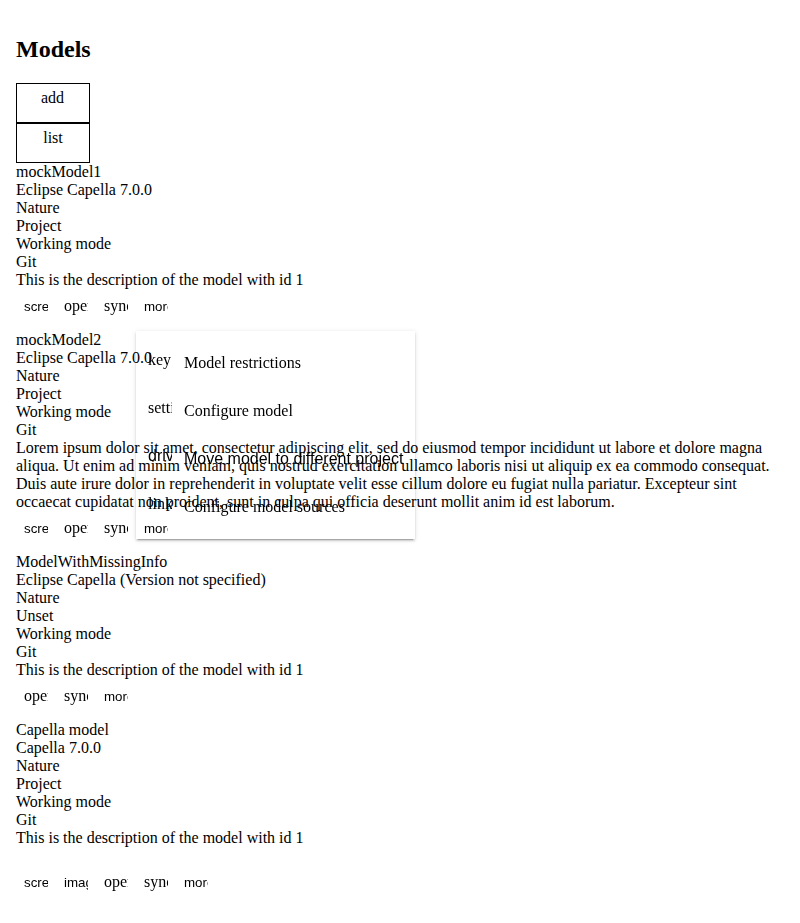 Models
add
list
mockModel1
Eclipse Capella 7.0.0
Nature
Project
Working mode
Git
This is the description of the model with id 1
scre ope syn mor
mockModel2
Eclipse Capella 7.0.0
key Model restrictions
Nature
Project
Working mode
setti Configure model
Git
Lorem ipsum dolor sit amet, consectetur adipiscing elit, sed do eiusmod tempor incididunt ut labore et dolore magna
driv Move model to different project
aliqua. Ut enim ad minim veniam, quis nostrud exercitation ullamco laboris nisi ut aliquip ex ea commodo consequat.
Duis aute irure dolor in reprehenderit in voluptate velit esse cillum dolore eu fugiat nulla pariatur. Excepteur sint
occaecat cupidatat non proident, sunt in culpa qui officia deserunt mollit anim id est laborum.
link Configure model sources
scre ope syn mor
ModelWithMissingInfo
Eclipse Capella (Version not specified)
Nature
Unset
Working mode
Git
This is the description of the model with id 1
ope syn mor
Capella model
Capella 7.0.0
Nature
Project
Working mode
Git
This is the description of the model with id 1
scre imag ope syn mor